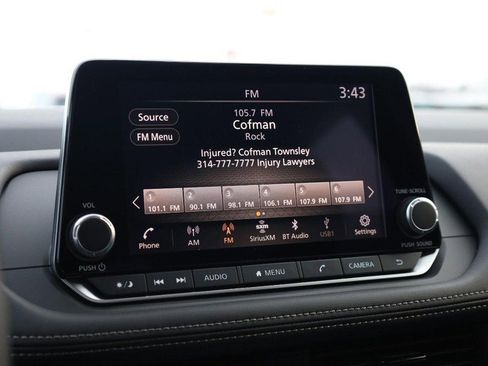 FM
3:43
Source
105.7 FM
Cofman
Rock
FM Menu
Injured? Cofman Townsley
314-777-7777 Injury Lawyers
1 2 3 4 5 6
101.1 FM 90.1 FM 98.1 FM 106.1 FM 107.9 FM 107.9 FM
VOL
TUNE·SCROLL
Phone
AM
FM
sxm
SiriusXM
BT Audio
USB1
Settings
PUSH
PUSH SOUND
AUDIO
MENU
CAMERA